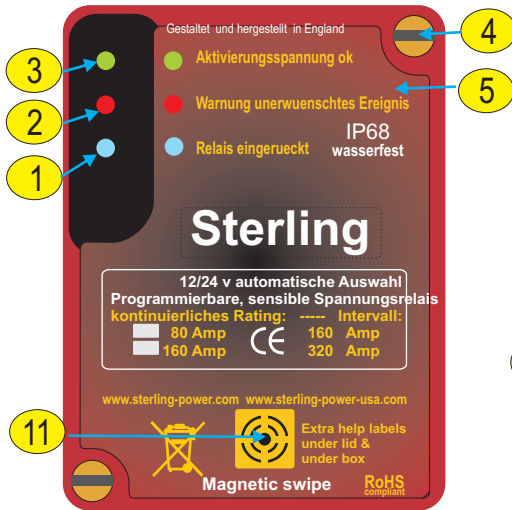 Gestaltet und hergestellt in England
3 Aktivierungsspannung ok
4
2 Warnung unerwuenschtes Ereignis
5
1 Relais eingerueckt
IP68
wasserfest
Sterling
12/24 v automatische Auswahl
Programmierbare, sensible Spannungsrelais
kontinuierliches Rating: ----- Intervall:
80 Amp CE 160 Amp
160 Amp 320 Amp
www.sterling-power.com www.sterling-power-usa.com
11
Extra help labels
under lid &
under box
Magnetic swipe
RoHS
compliant